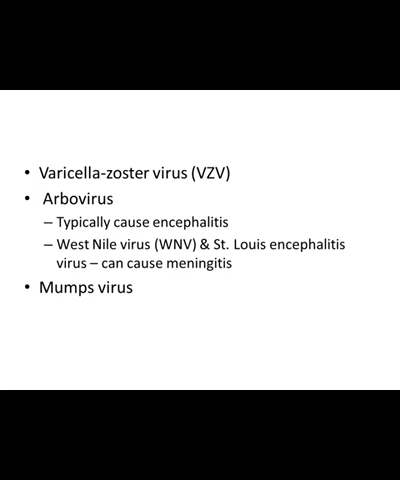 • Varicella-zoster virus (VZV)
• Arbovirus
– Typically cause encephalitis
– West Nile virus (WNV) & St. Louis encephalitis
virus – can cause meningitis
• Mumps virus